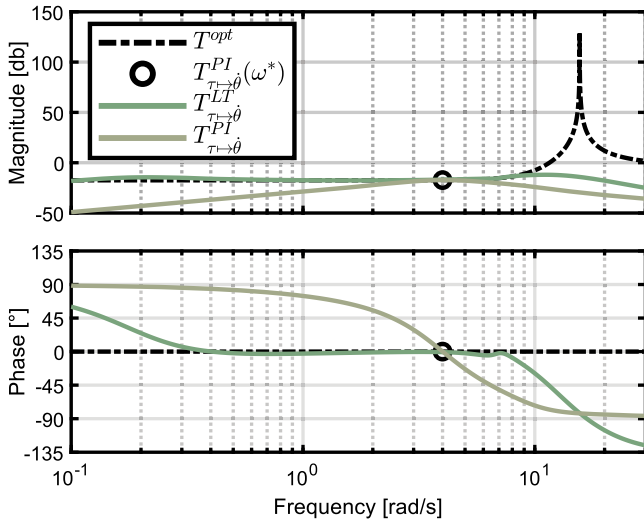 150
100
50
0
-50
Magnitude [db]
T^{opt}
T^{PI}_{τ↦θ̇}(ω*)
T^{LT}_{τ↦θ̇}
T^{PI}_{τ↦θ̇}
135
90
45
0
-45
-90
-135
Phase [°]
10^{-1}
10^{0}
10^{1}
Frequency [rad/s]